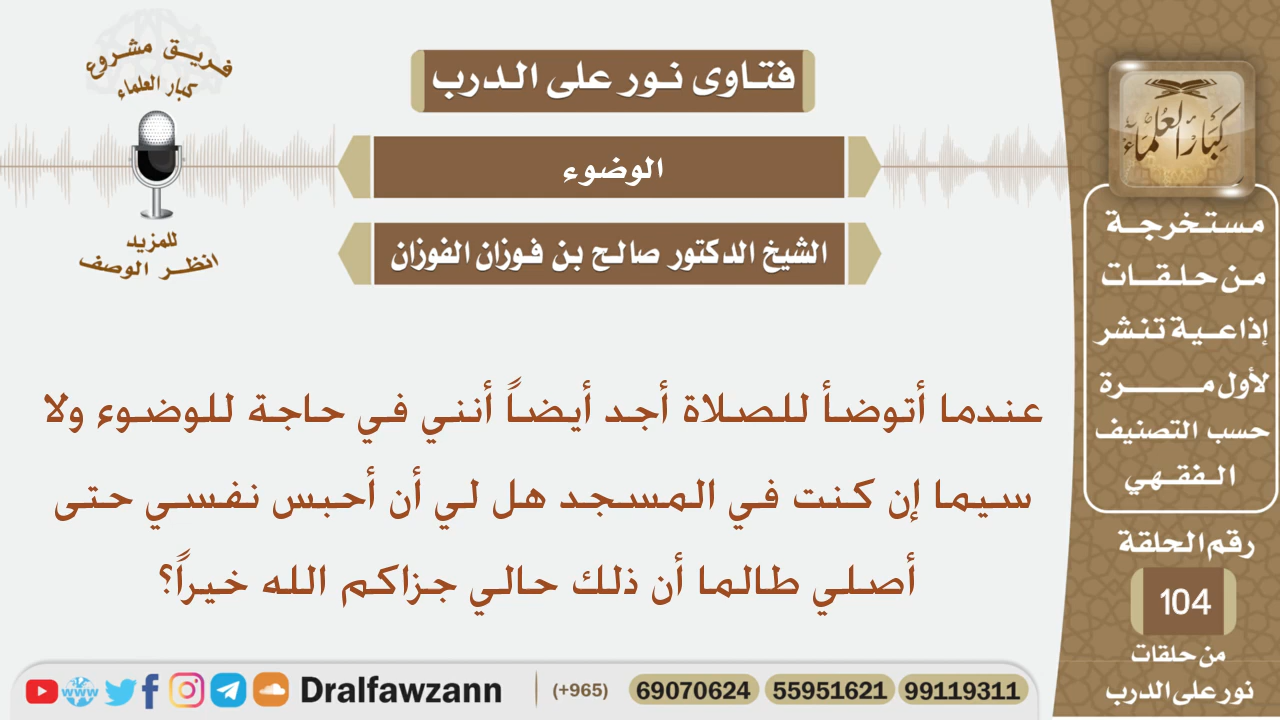 فريق مشروع
كبار العلماء
للمزيد
انظر الوصف
فتاوى نور على الدرب
الوضوء
الشيخ الدكتور صالح بن فوزان الفوزان
عندما أتوضأ للصلاة أجد أيضاً أنني في حاجة للوضوء ولا
سيما إن كنت في المسجد هل لي أن أحبس نفسي حتى
أصلي طالما أن ذلك حالي جزاكم الله خيراً؟
كبار العلماء
مستخرجة
من حلقات
إذاعية تنشر
لأول مرة
حسب التصنيف
الفقهي
رقم الحلقة
104
من حلقات
نور على الدرب
www Dralfawzann (+965) 69070624 55951621 99119311